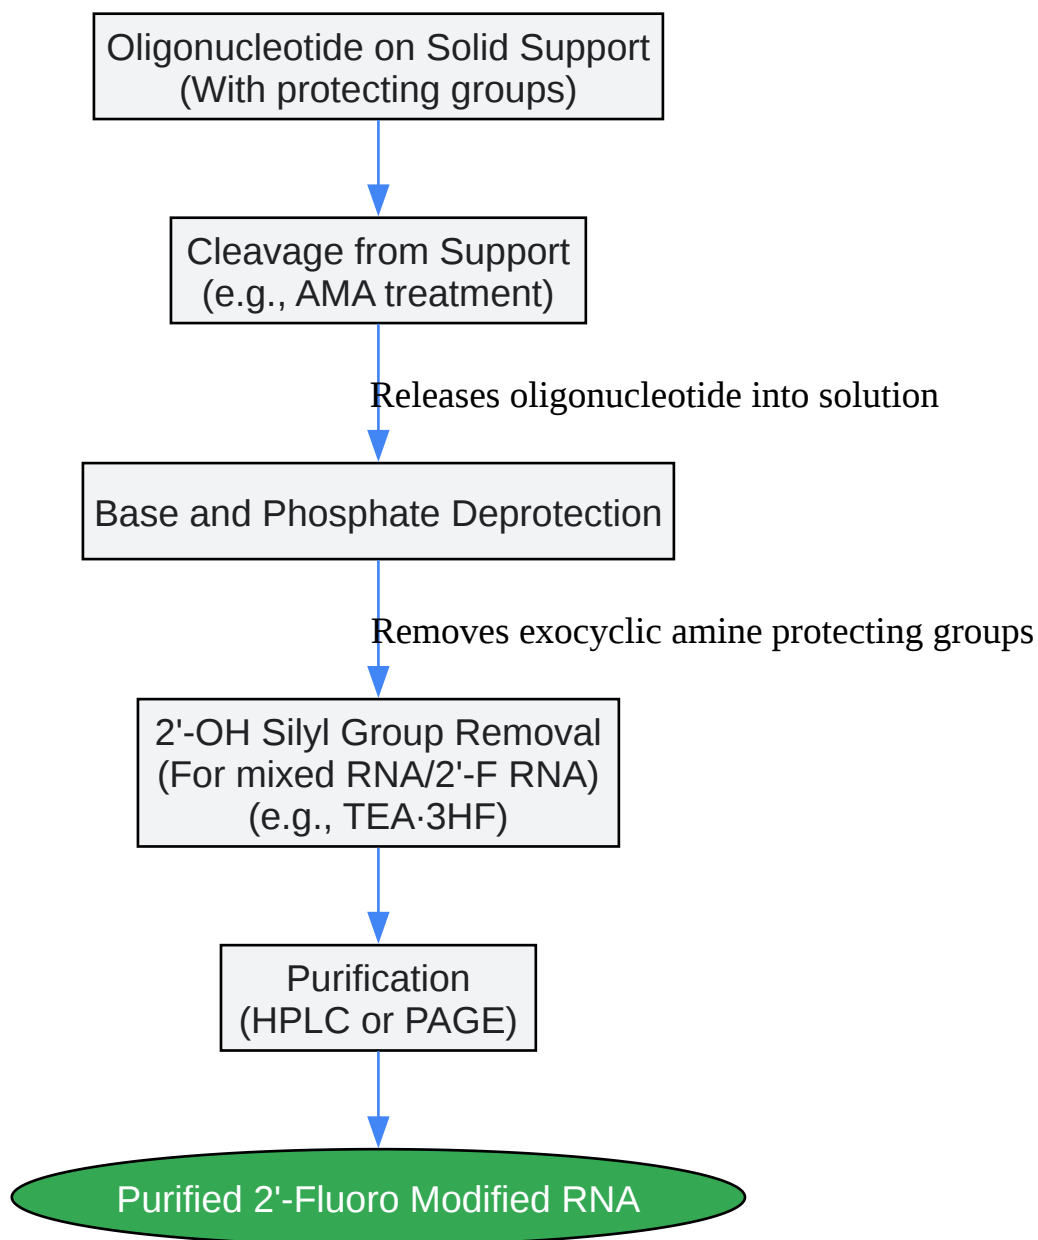 Oligonucleotide on Solid Support
(With protecting groups)
Cleavage from Support
(e.g., AMA treatment)
Releases oligonucleotide into solution
Base and Phosphate Deprotection
Removes exocyclic amine protecting groups
2'-OH Silyl Group Removal
(For mixed RNA/2'-F RNA)
(e.g., TEA·3HF)
Purification
(HPLC or PAGE)
Purified 2'-Fluoro Modified RNA